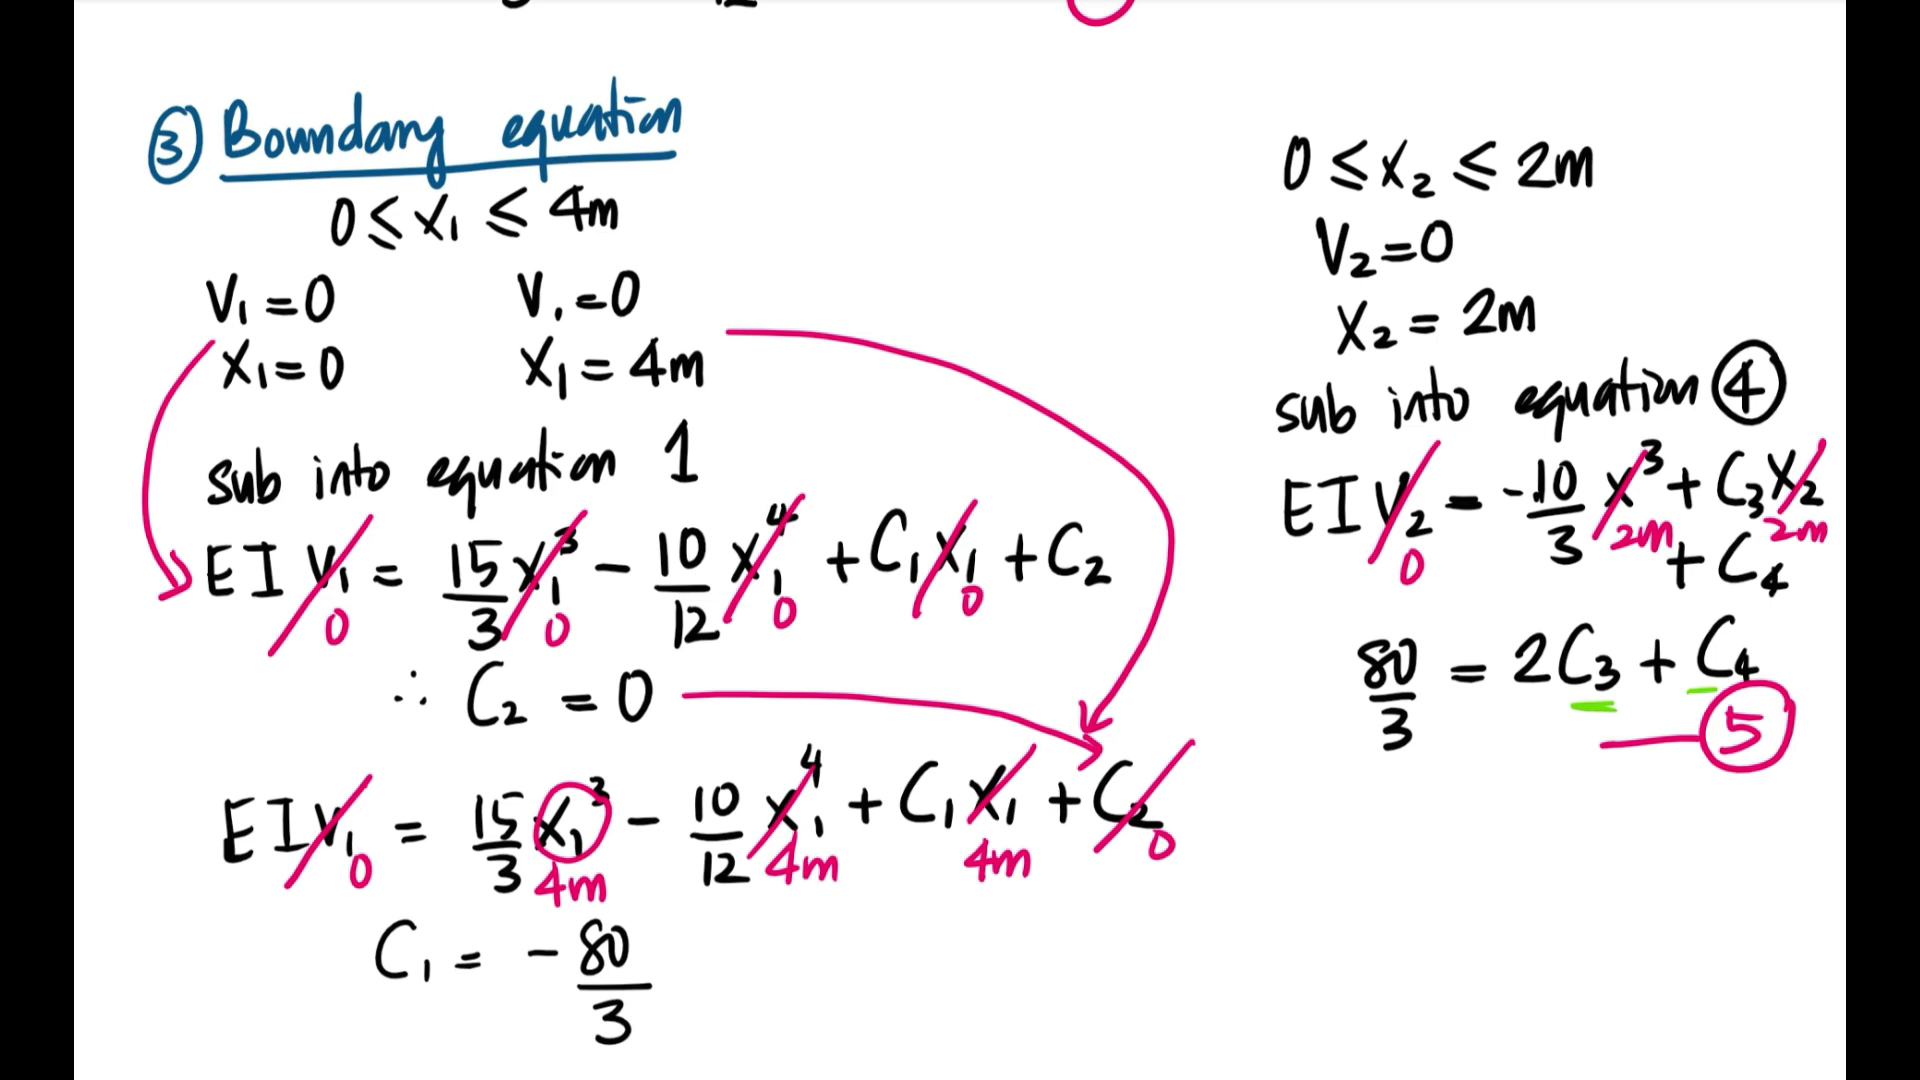 ③ Boundary equation
0 ≤ x₁ ≤ 4m
V₁ = 0    V₁ = 0
x₁ = 0    x₁ = 4m
sub into equation 1
EI V₁ = 15/3 x₁³ − 10/12 x₁⁴ + C₁x₁ + C₂
0 0 0 0
∴ C₂ = 0
EI V₁ = 15/3 x₁³ − 10/12 x₁⁴ + C₁x₁ + C₂
0 4m 4m 4m 0
C₁ = − 80/3
0 ≤ x₂ ≤ 2m
V₂ = 0
x₂ = 2m
sub into equation ④
EI V₂ = -10/3 x³ + C₃x₂
0 2m 2m
+ C₄
80/3 = 2C₃ + C₄
— ⑤